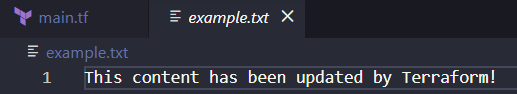 main.tf example.txt
example.txt
1 This content has been updated by Terraform!